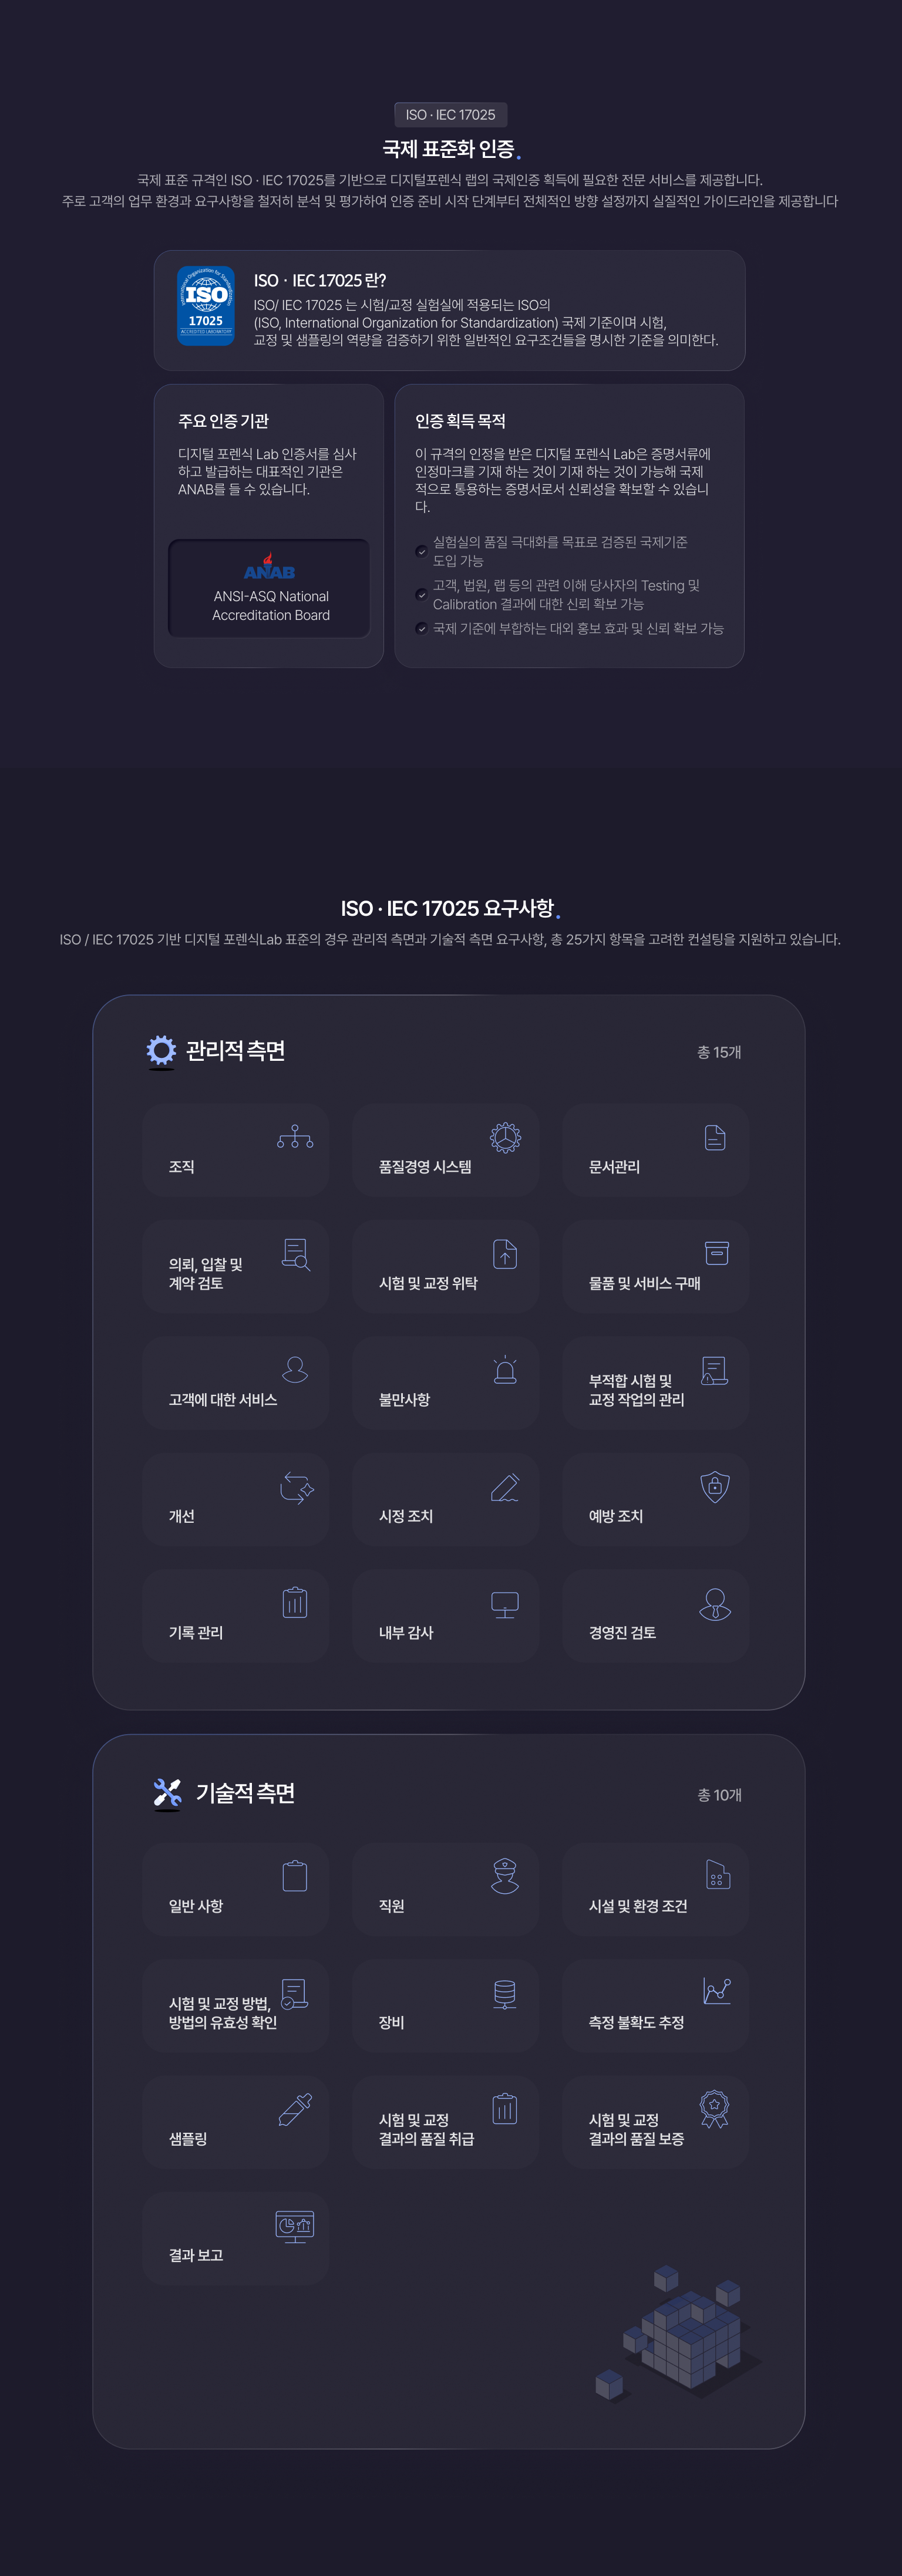 ISO · IEC 17025
국제 표준화 인증.
국제 표준 규격인 ISO · IEC 17025를 기반으로 디지털포렌식 랩의 국제인증 획득에 필요한 전문 서비스를 제공합니다.
주로 고객의 업무 환경과 요구사항을 철저히 분석 및 평가하여 인증 준비 시작 단계부터 전체적인 방향 설정까지 실질적인 가이드라인을 제공합니다
International Organization for Standardization
ISO
17025
ACCREDITED LABORATORY
ISO · IEC 17025 란?
ISO/ IEC 17025 는 시험/교정 실험실에 적용되는 ISO의
(ISO, International Organization for Standardization) 국제 기준이며 시험,
교정 및 샘플링의 역량을 검증하기 위한 일반적인 요구조건들을 명시한 기준을 의미한다.
주요 인증 기관
디지털 포렌식 Lab 인증서를 심사
하고 발급하는 대표적인 기관은
ANAB를 들 수 있습니다.
ANAB
ANSI-ASQ National
Accreditation Board
인증 획득 목적
이 규격의 인정을 받은 디지털 포렌식 Lab은 증명서류에
인정마크를 기재 하는 것이 기재 하는 것이 가능해 국제
적으로 통용하는 증명서로서 신뢰성을 확보할 수 있습니
다.
실험실의 품질 극대화를 목표로 검증된 국제기준
도입 가능
고객, 법원, 랩 등의 관련 이해 당사자의 Testing 및
Calibration 결과에 대한 신뢰 확보 가능
국제 기준에 부합하는 대외 홍보 효과 및 신뢰 확보 가능
ISO · IEC 17025 요구사항.
ISO / IEC 17025 기반 디지털 포렌식Lab 표준의 경우 관리적 측면과 기술적 측면 요구사항, 총 25가지 항목을 고려한 컨설팅을 지원하고 있습니다.
관리적 측면
총 15개
조직
품질경영 시스템
문서관리
의뢰, 입찰 및
계약 검토
시험 및 교정 위탁
물품 및 서비스 구매
고객에 대한 서비스
불만사항
부적합 시험 및
교정 작업의 관리
개선
시정 조치
예방 조치
기록 관리
내부 감사
경영진 검토
기술적 측면
총 10개
일반 사항
직원
시설 및 환경 조건
시험 및 교정 방법,
방법의 유효성 확인
장비
측정 불확도 추정
샘플링
시험 및 교정
결과의 품질 취급
시험 및 교정
결과의 품질 보증
결과 보고